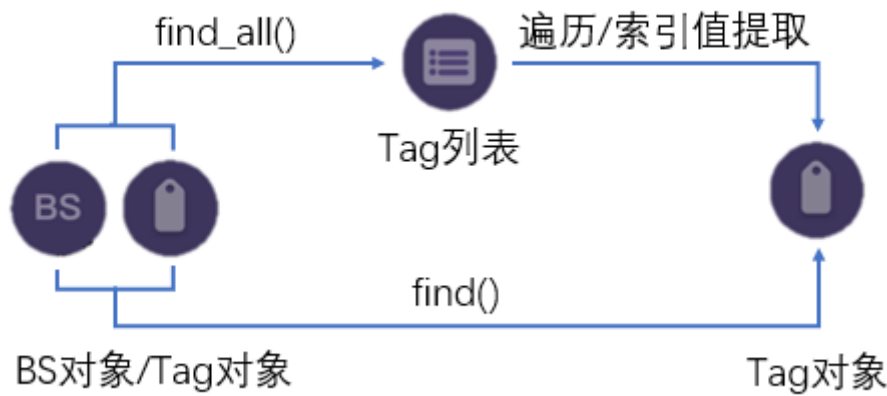 find_all()
遍历/索引值提取
Tag列表
BS
find()
BS对象/Tag对象
Tag对象